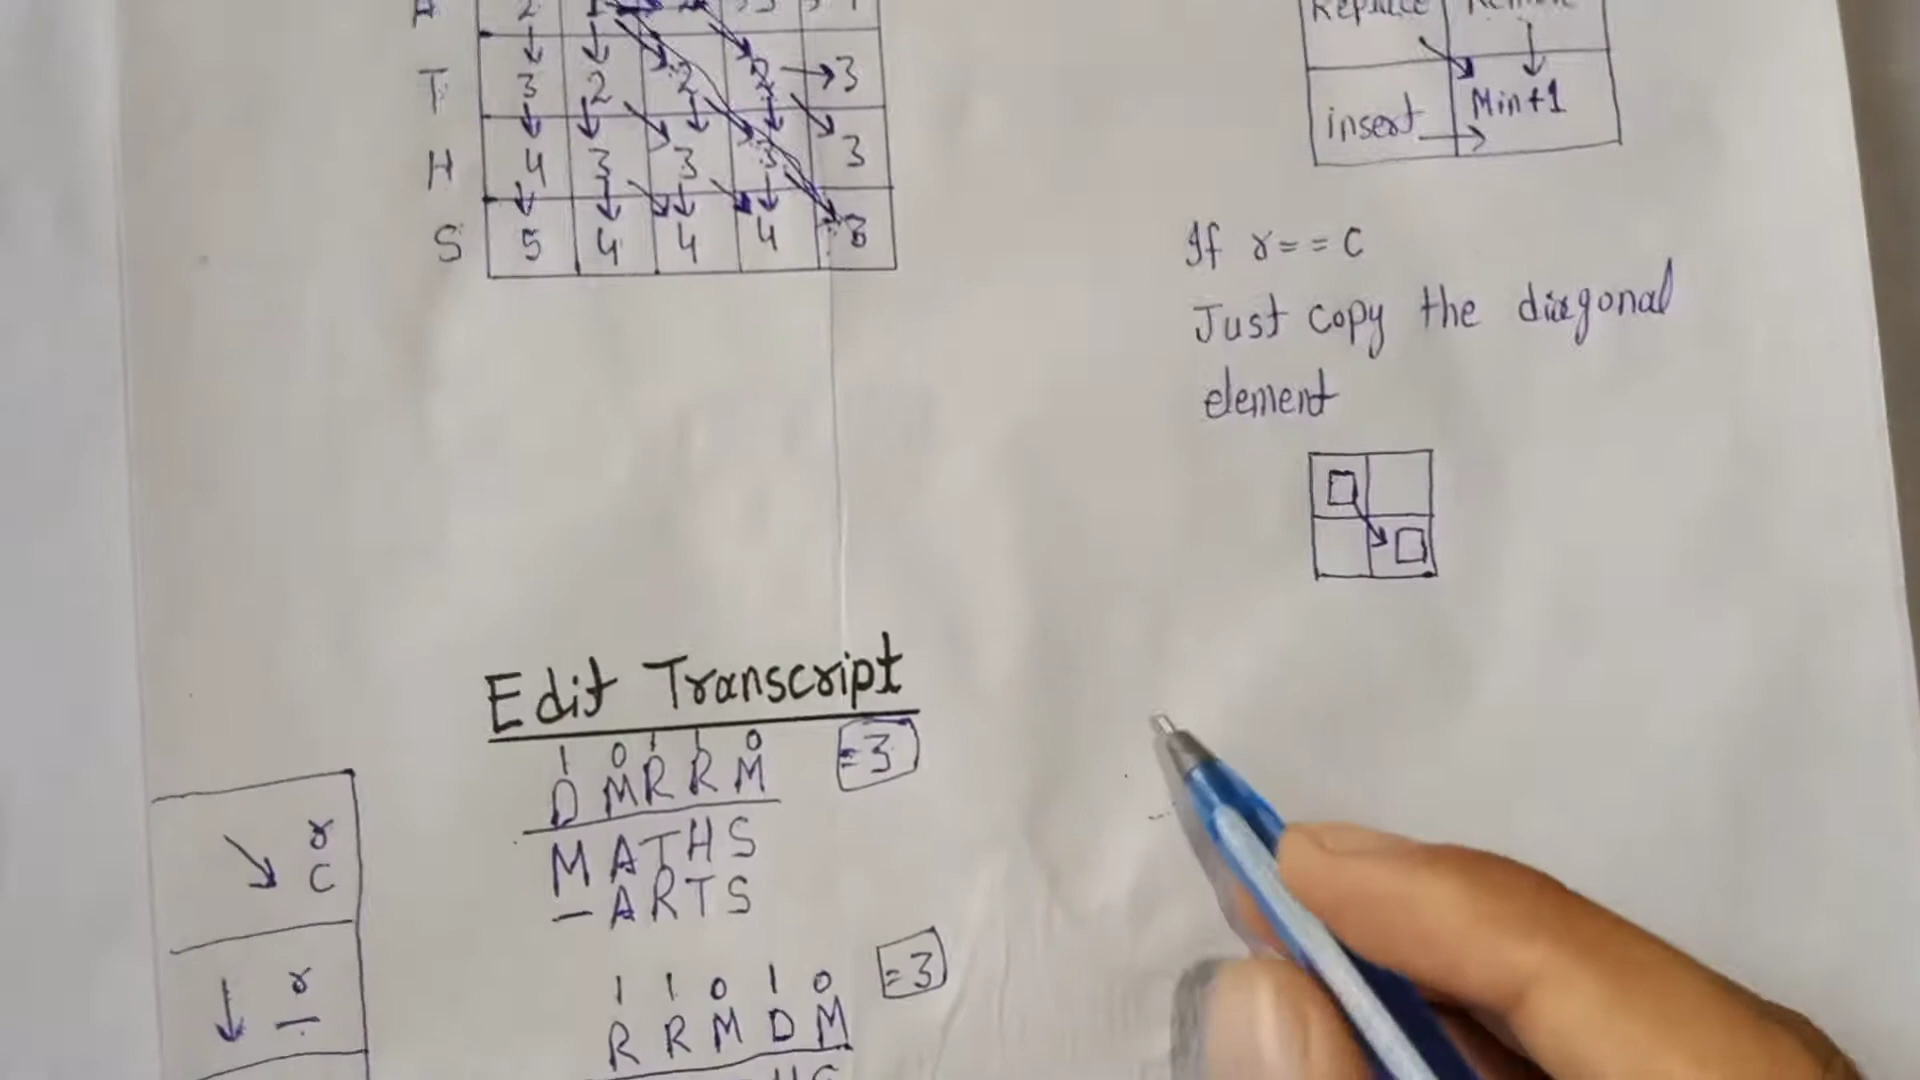 T 3 2 2 2 3
H 4 3 3 3 3
S 5 4 4 4 3
Replace
insert Min+1
If r == C
Just copy the diagonal
element
Edit Transcript
1 0 1 1 0
D M R R M =3
M A T H S
— A R T S
r
C
r
—
1 1 0 1 0 =3
R R M D M